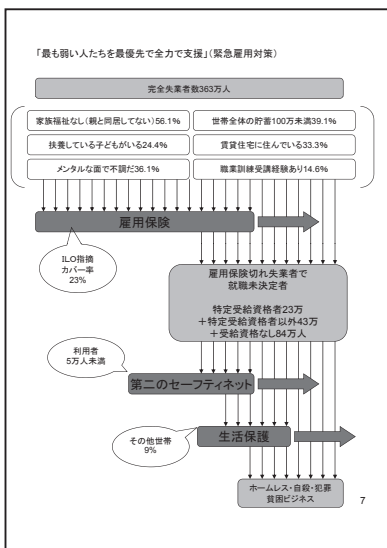 「最も弱い人たちを最優先で全力で支援」（緊急雇用対策）
完全失業者数363万人
家族福祉なし（親と同居してない）56.1%
世帯全体の貯蓄100万未満39.1%
扶養している子どもがいる24.4%
賃貸住宅に住んでいる33.3%
メンタルな面で不調だ36.1%
職業訓練受講経験あり14.6%
雇用保険
ILO指摘
カバー率
23%
雇用保険切れ失業者で
就職未決定者
特定受給資格者23万
＋特定受給資格者以外43万
＋受給資格なし84万人
利用者
5万人未満
第二のセーフティネット
その他世帯
9%
生活保護
ホームレス・自殺・犯罪
貧困ビジネス
7